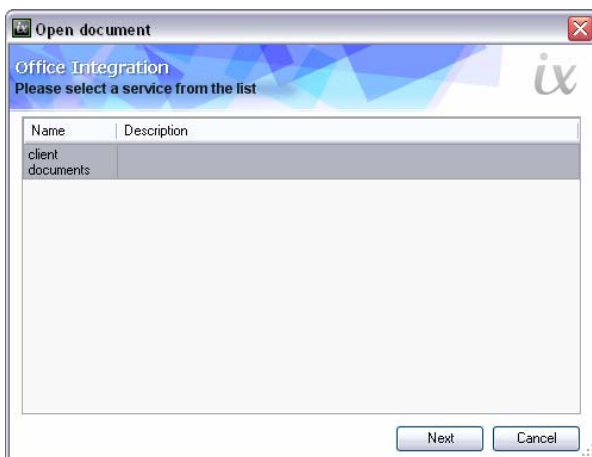 Open document
Office Integration
Please select a service from the list
ix
Name Description
client
documents
Next Cancel